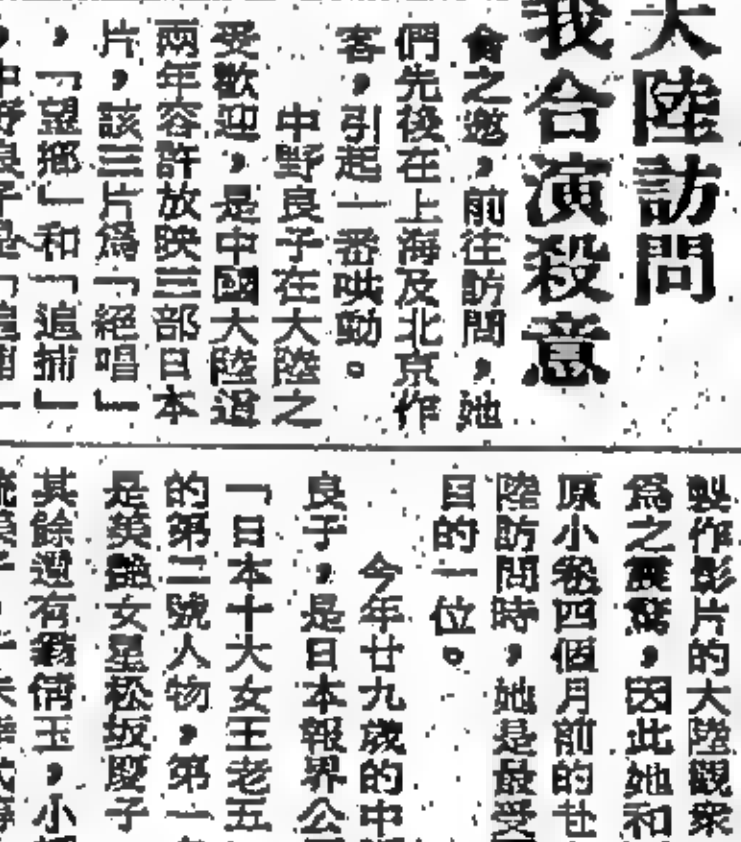 大陸訪問
我合演殺意
會之邀，前往訪問，她
們先後在上海及北京作
客，引起一番哄動。
中野良子在大陸之
受歡迎，是中國大陸過
兩年容許放映三部日本
片，該三片爲「絕唱」
，「望鄉」和「追捕」
中野良子是「追捕
製作影片的大陸觀衆
爲之震驚，因此她和
原小卷四個月前的
陸訪問時，她是最受
目的一位。
今年廿九歲的中
良子，是日本報界公
「日本十大女王老五
的第二號人物，第一
是美艷女星松坂慶子
其餘還有 倩玉，小